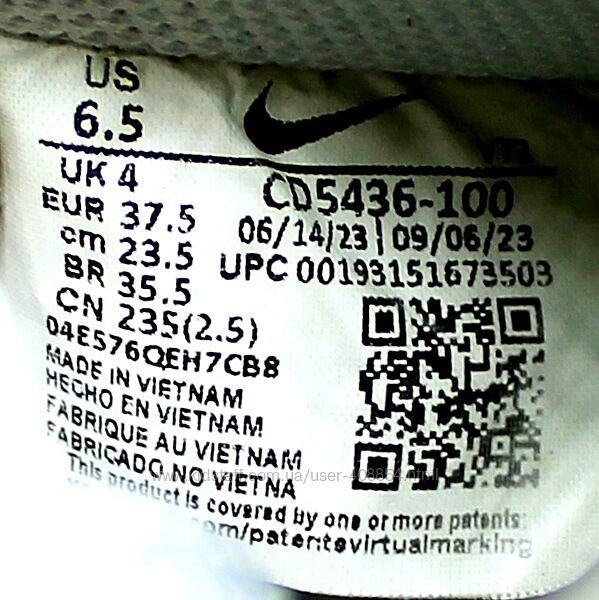 US
6.5
UK 4
EUR 37.5
cm 23.5
BR 35.5
CN 235(2.5)
CD5436-100
06/14/23 | 09/06/23
UPC 00193151673503
04E576QEH7CB8
MADE IN VIETNAM
HECHO EN VIETNAM
FABRIQUE AU VIETNAM
FABRICADO NO VIETNA
This product is covered by one or more patents:
com/patentsvirtualmarking